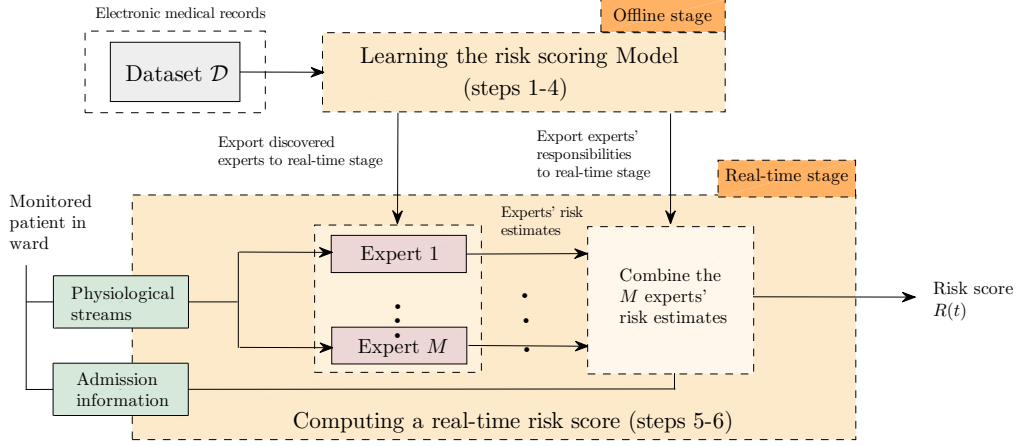 Electronic medical records
Offline stage
Dataset D
Learning the risk scoring Model
(steps 1-4)
Export discovered
experts to real-time stage
Export experts'
responsibilities
to real-time stage
Real-time stage
Monitored
patient in
ward
Experts' risk
estimates
Expert 1
Physiological
streams
Combine the
M experts'
risk estimates
Risk score
R(t)
Expert M
Admission
information
Computing a real-time risk score (steps 5-6)